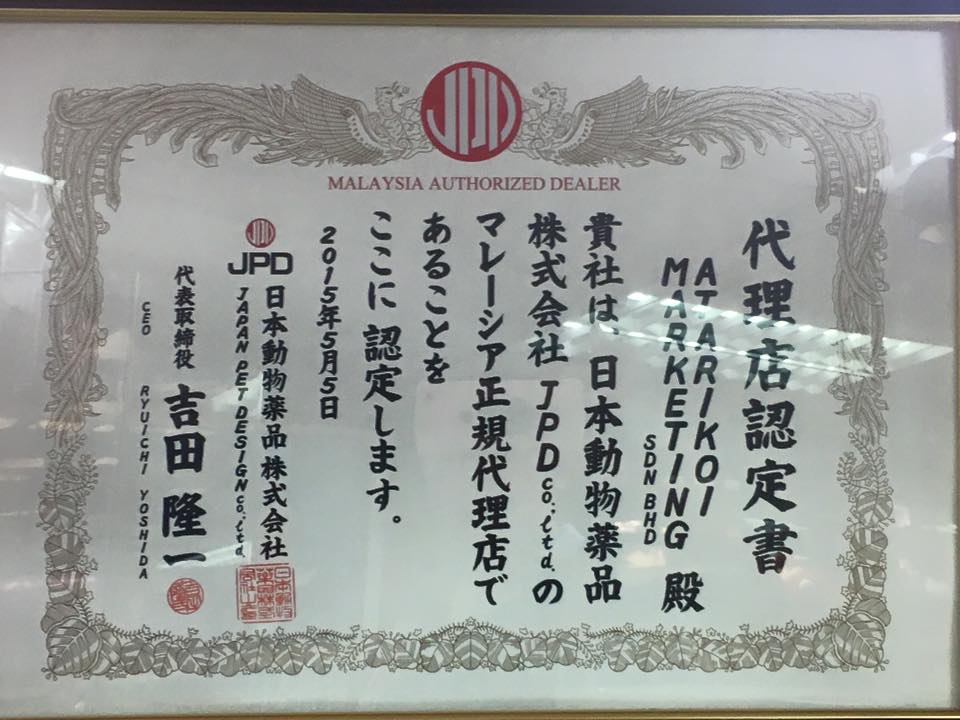 JPD
MALAYSIA AUTHORIZED DEALER
代理店認定書
ATARI KOI
MARKETING 殿
SDN BHD
貴社は、日本動物薬品
株式会社 JPD co.,ltd. の
マレーシア正規代理店で
あることを
ここに 認定します。
2015年5月5日
JPD
日本動物薬品 株式会社
JAPAN PET DESIGN co.,ltd.
代表取締役 吉田 隆一
CEO RYUICHI YOSHIDA